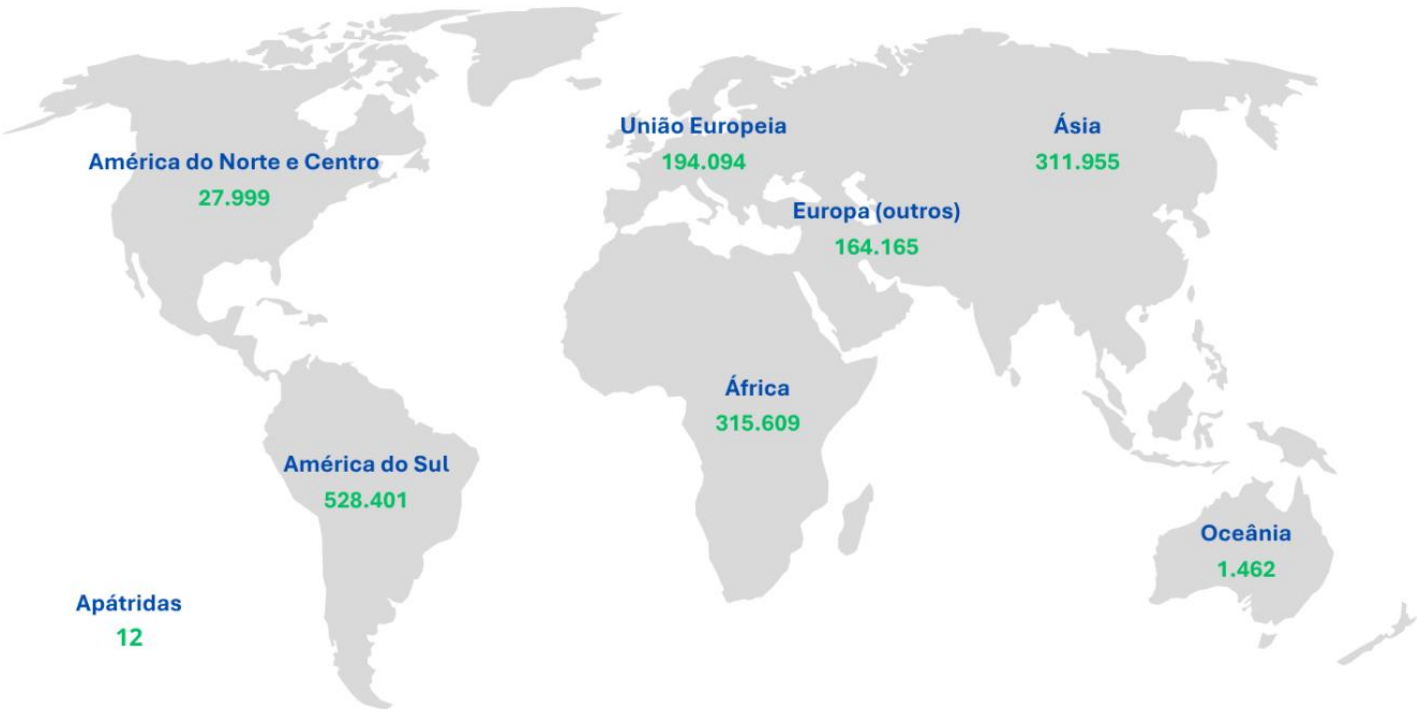 União Europeia
194.094
Ásia
311.955
América do Norte e Centro
27.999
Europa (outros)
164.165
África
315.609
América do Sul
528.401
Oceânia
1.462
Apátridas
12